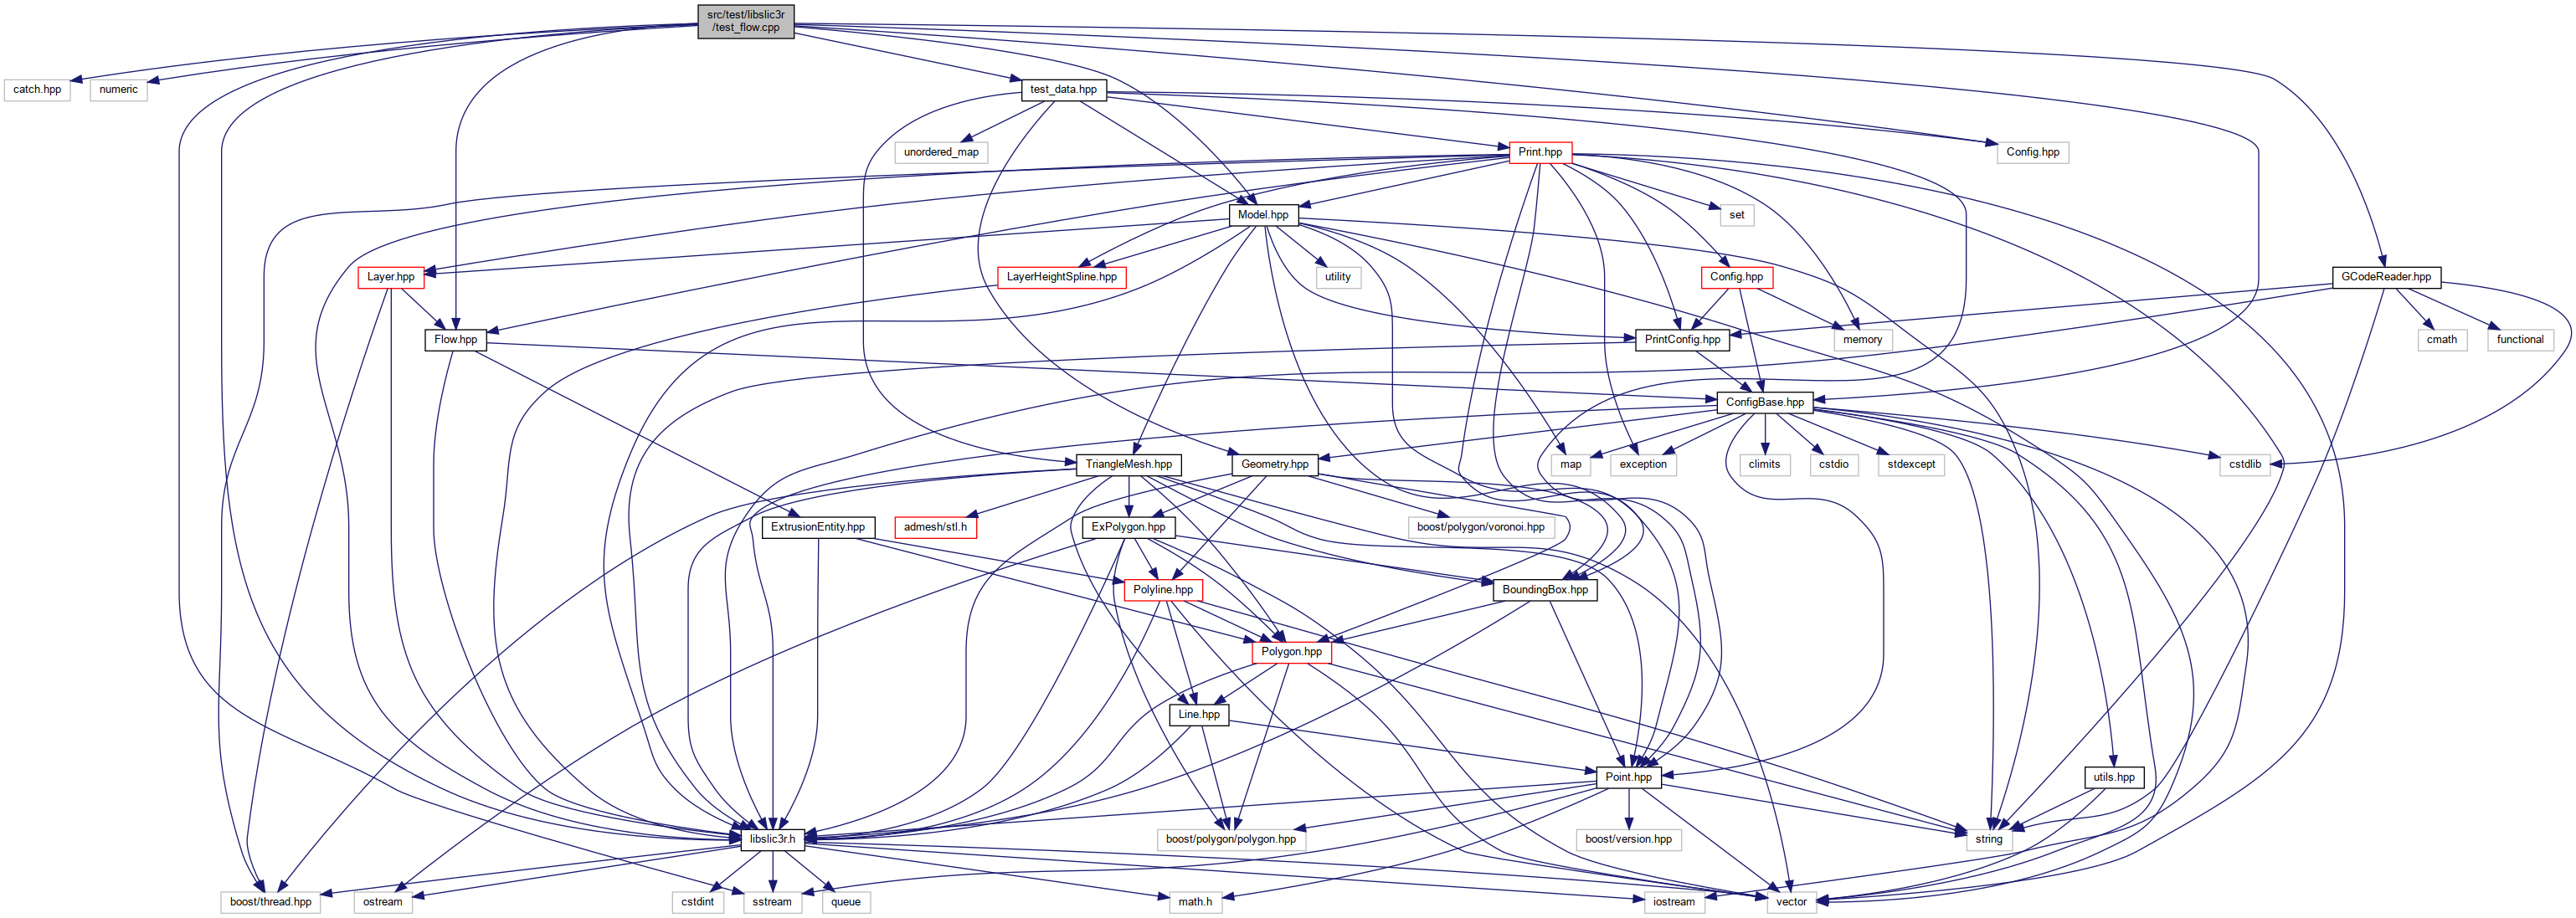 src/test/libslic3r
/test_flow.cpp
catch.hpp
numeric
test_data.hpp
unordered_map
Print.hpp
Config.hpp
Model.hpp
set
Layer.hpp
LayerHeightSpline.hpp
utility
Config.hpp
GCodeReader.hpp
Flow.hpp
PrintConfig.hpp
memory
cmath
functional
ConfigBase.hpp
TriangleMesh.hpp
Geometry.hpp
map
exception
climits
cstdio
stdexcept
cstdlib
ExtrusionEntity.hpp
admesh/stl.h
ExPolygon.hpp
boost/polygon/voronoi.hpp
Polyline.hpp
BoundingBox.hpp
Polygon.hpp
Line.hpp
Point.hpp
utils.hpp
libslic3r.h
boost/polygon/polygon.hpp
boost/version.hpp
string
boost/thread.hpp
ostream
cstdint
sstream
queue
math.h
iostream
vector